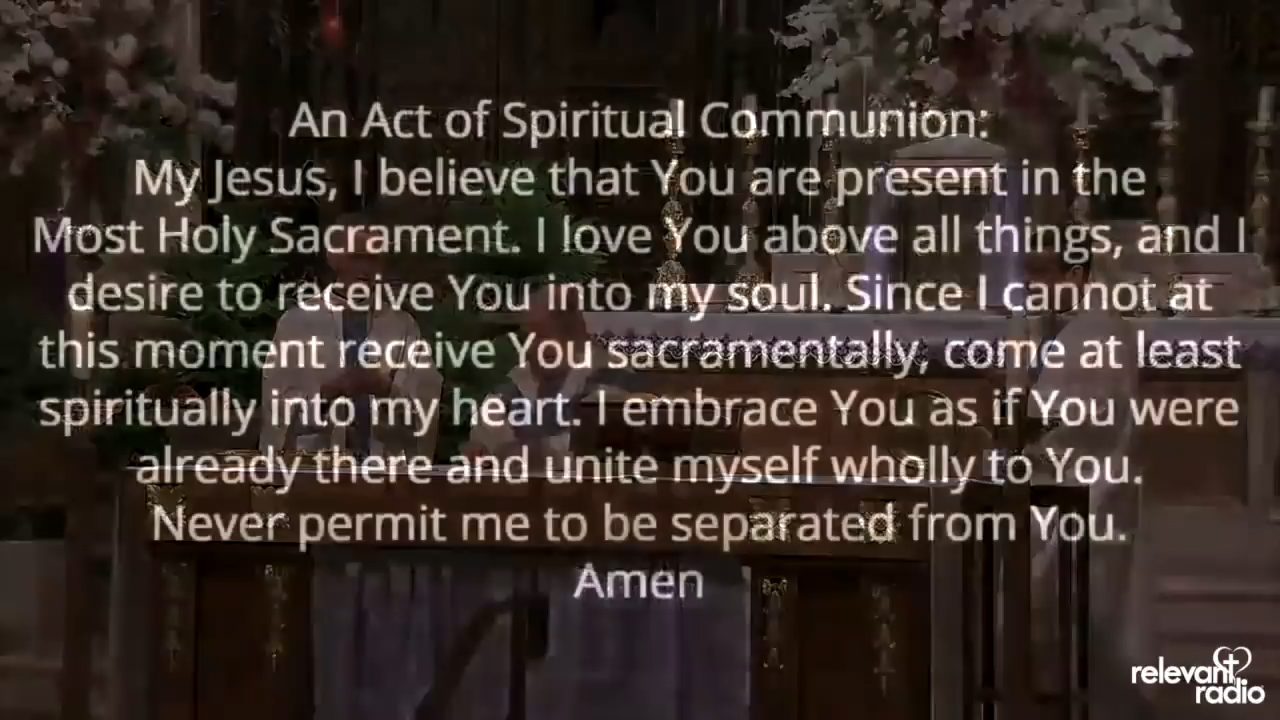 An Act of Spiritual Communion:
My Jesus, I believe that You are present in the
Most Holy Sacrament. I love You above all things, and I
desire to receive You into my soul. Since I cannot at
this moment receive You sacramentally, come at least
spiritually into my heart. I embrace You as if You were
already there and unite myself wholly to You.
Never permit me to be separated from You.
Amen
relevant
radio